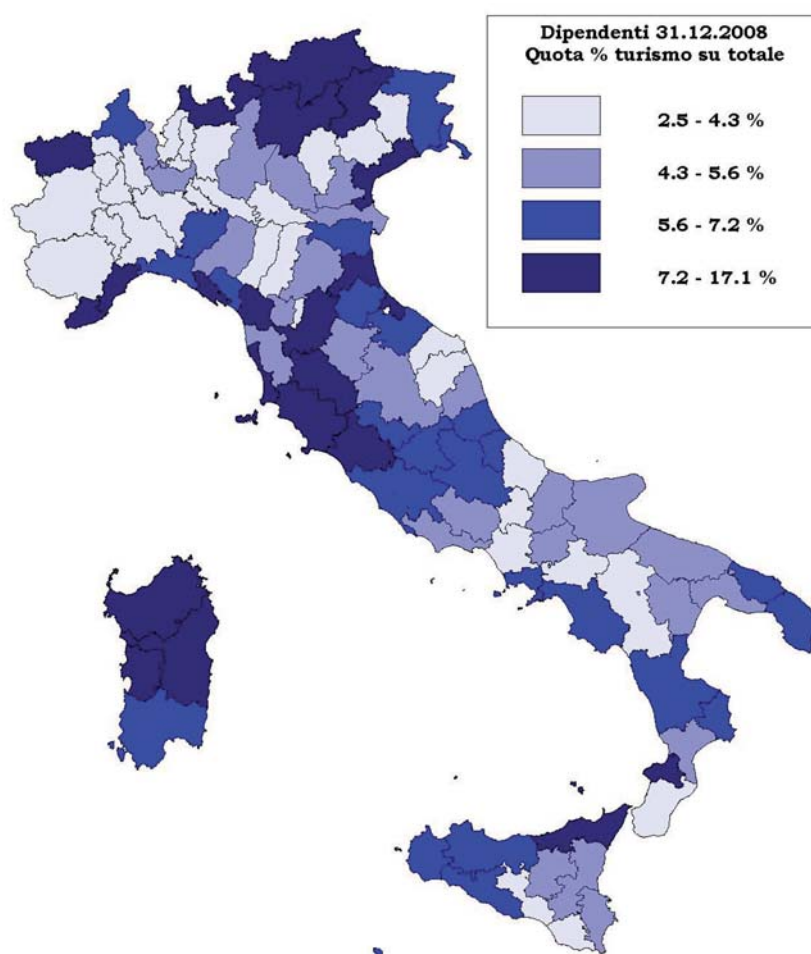 Dipendenti 31.12.2008
Quota % turismo su totale
2.5 - 4.3 %
4.3 - 5.6 %
5.6 - 7.2 %
7.2 - 17.1 %